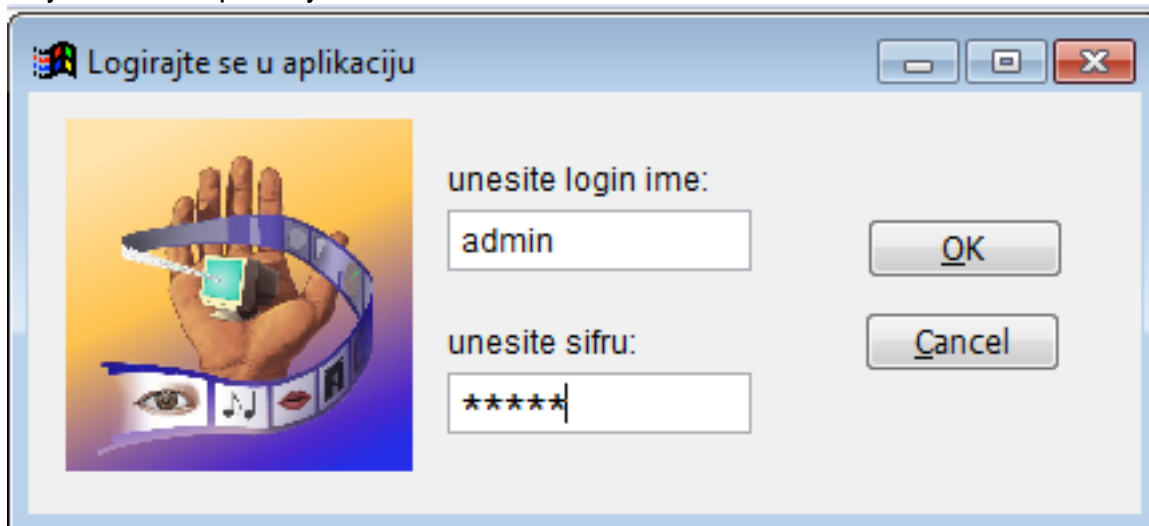 Logirajte se u aplikaciju
unesite login ime:
admin
OK
unesite sifru:
Cancel
*****